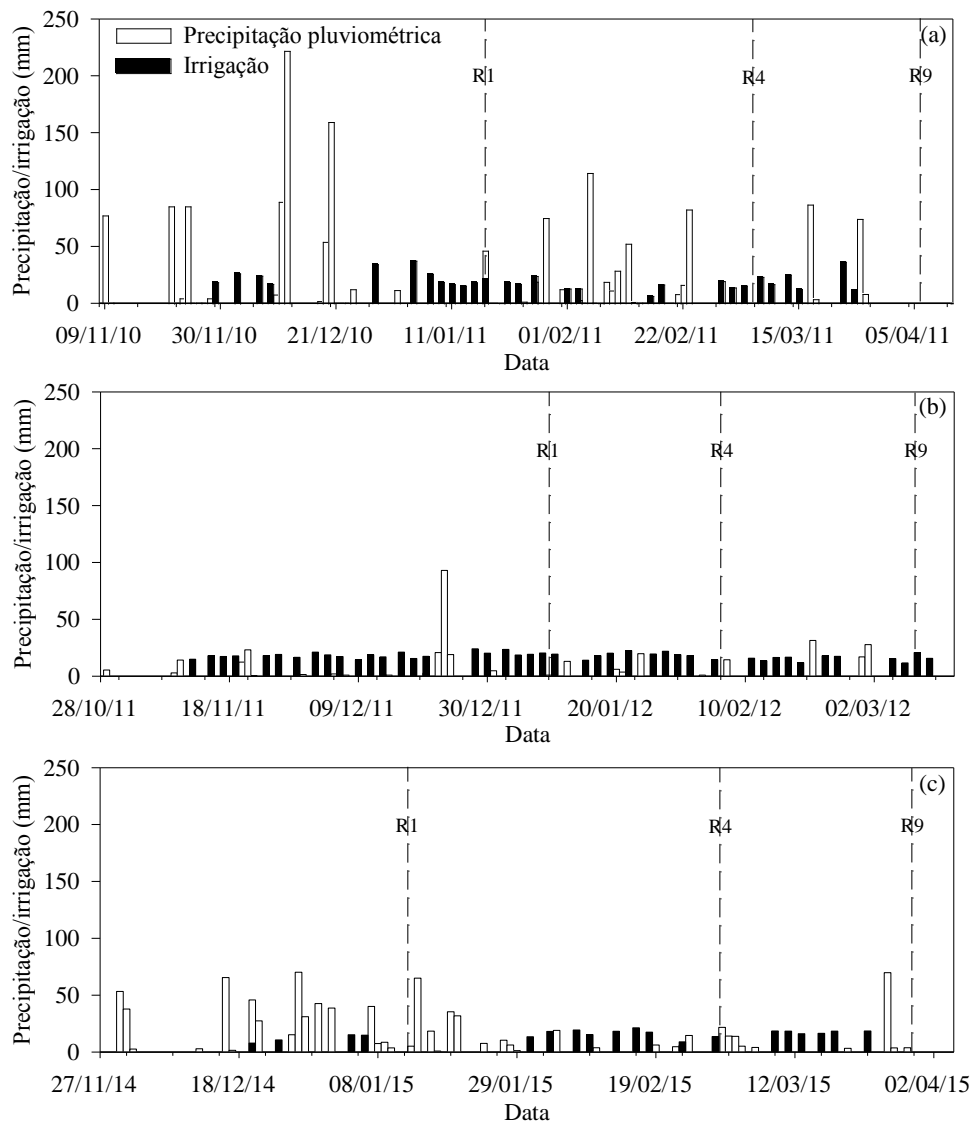 (a)
Precipitação pluviométrica
Irrigação
R1
R4
R9
Precipitação/irrigação (mm)
250
200
150
100
50
0
09/11/10 30/11/10 21/12/10 11/01/11 01/02/11 22/02/11 15/03/11 05/04/11
Data
(b)
R1
R4
R9
Precipitação/irrigação (mm)
250
200
150
100
50
0
28/10/11 18/11/11 09/12/11 30/12/11 20/01/12 10/02/12 02/03/12
Data
(c)
R1
R4
R9
Precipitação/irrigação (mm)
250
200
150
100
50
0
27/11/14 18/12/14 08/01/15 29/01/15 19/02/15 12/03/15 02/04/15
Data